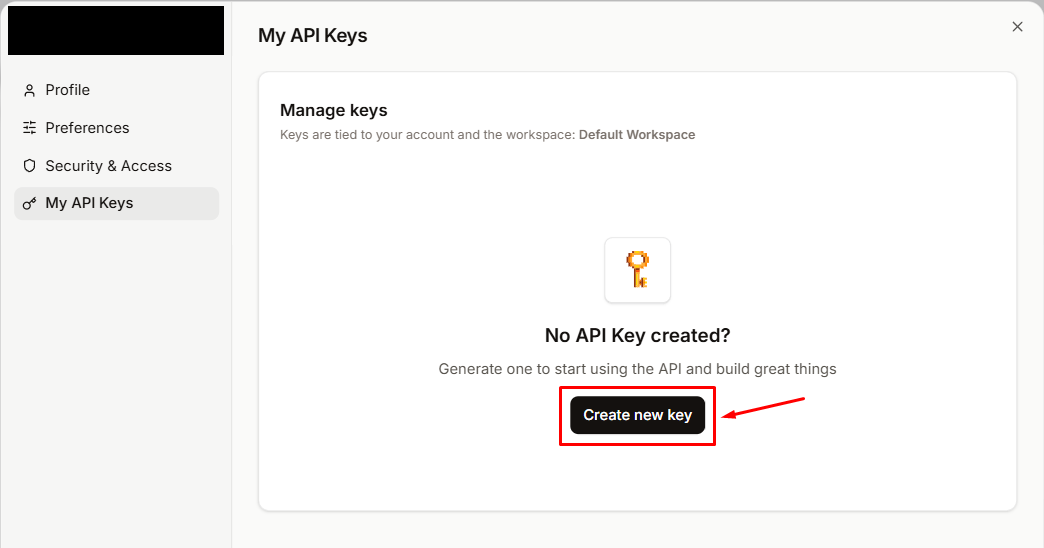 My API Keys
Profile
Preferences
Security & Access
My API Keys
Manage keys
Keys are tied to your account and the workspace: Default Workspace
No API Key created?
Generate one to start using the API and build great things
Create new key